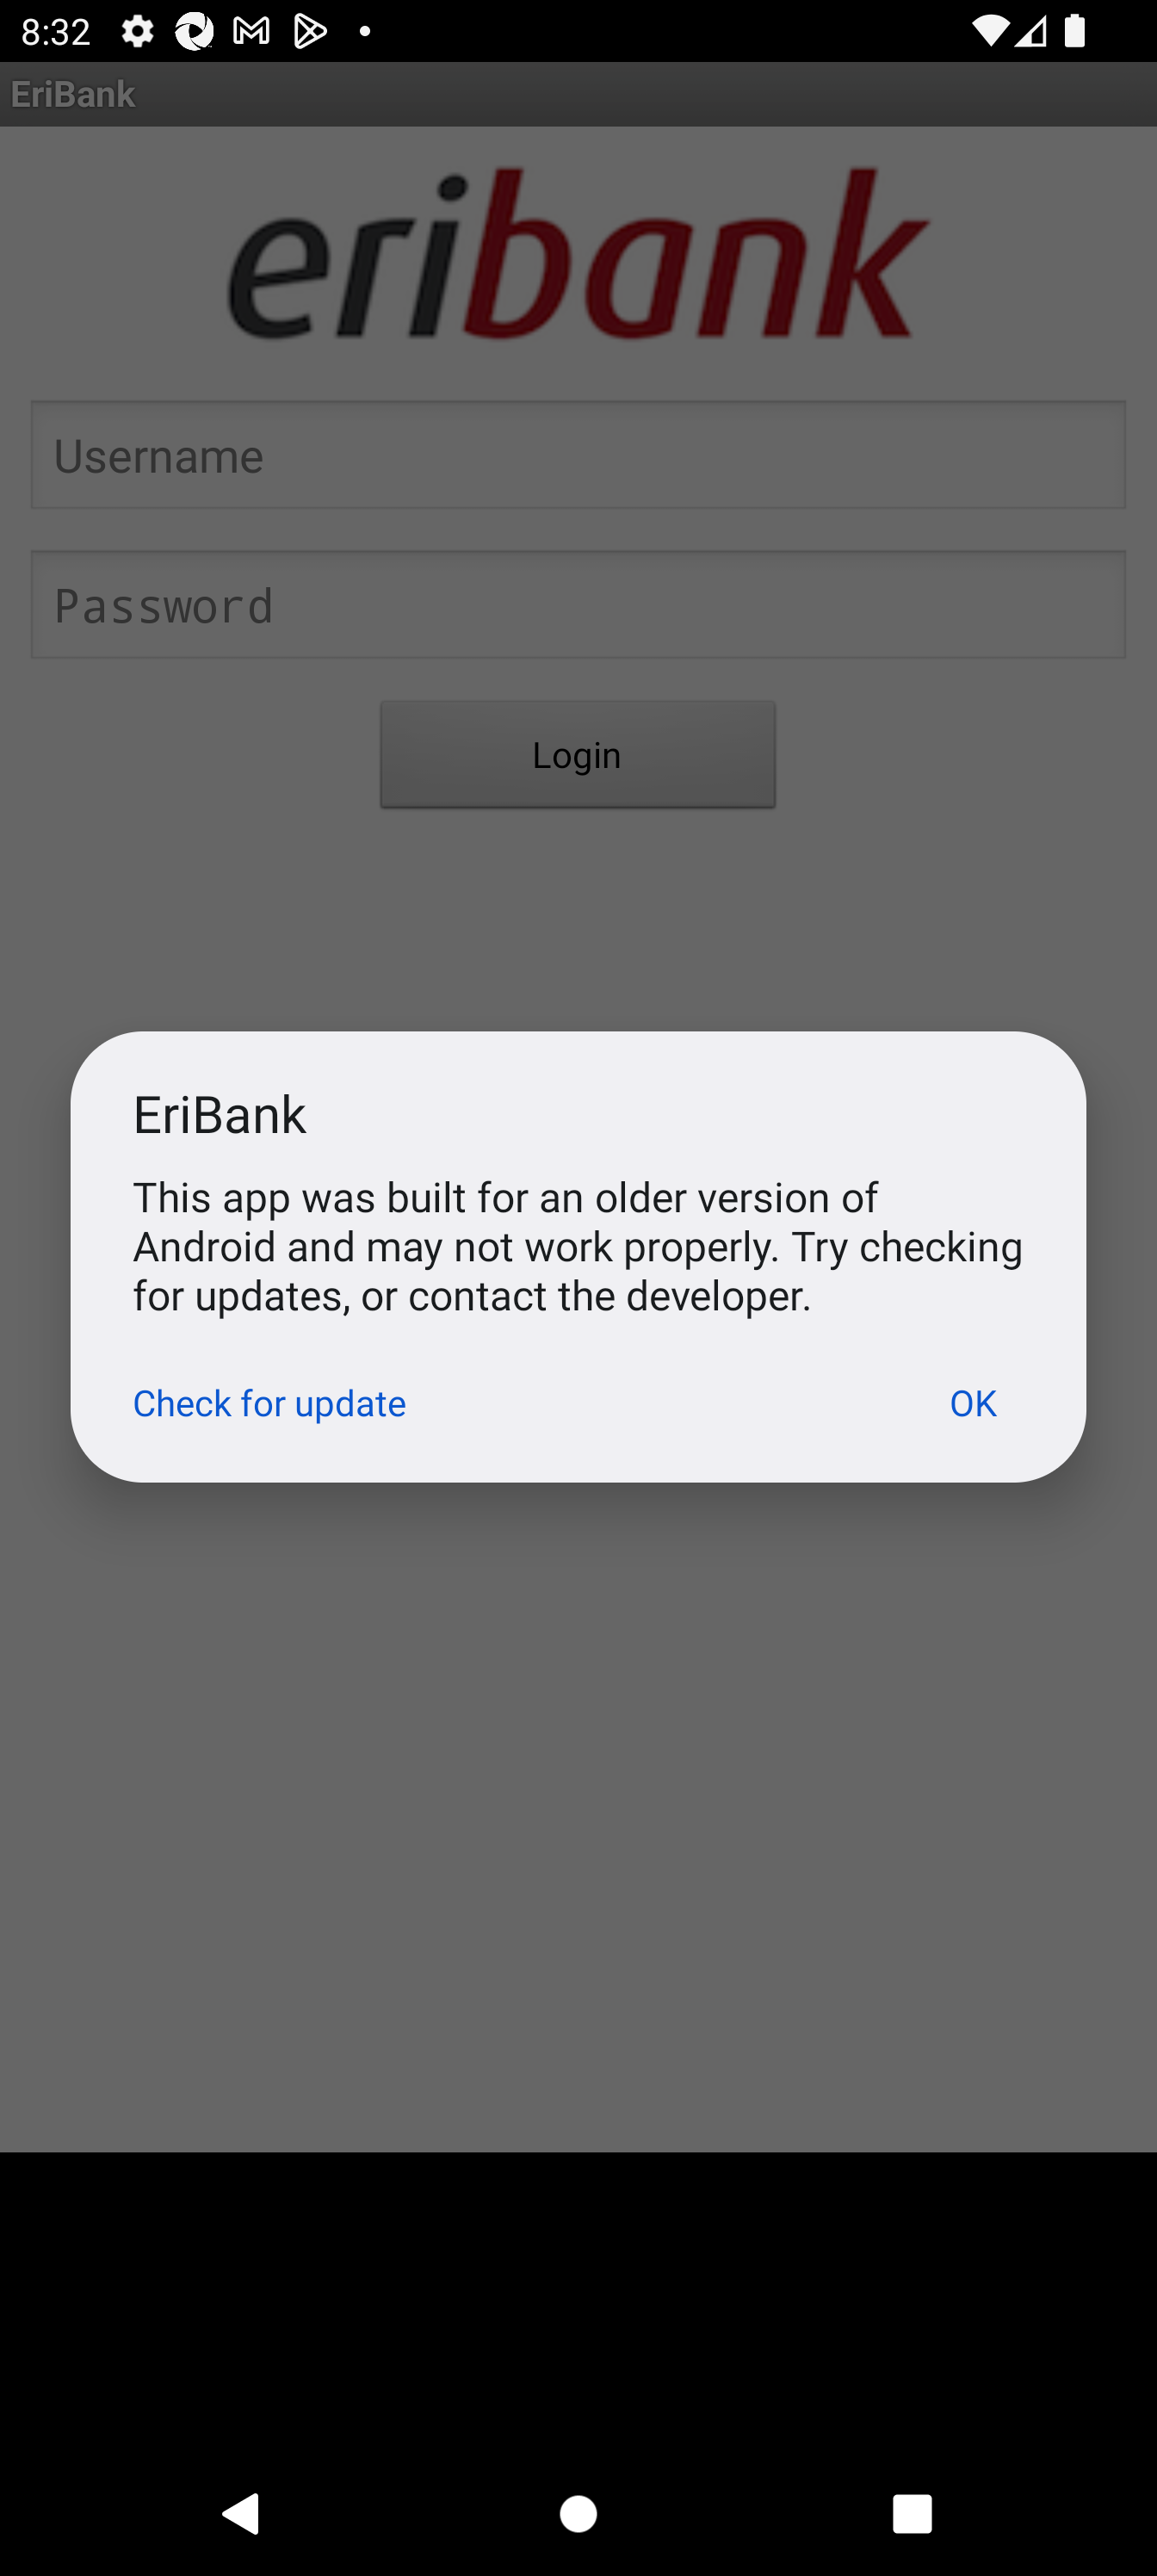 8:32
EriBank
eribank
Username
Password
Login
EriBank
This app was built for an older version of
Android and may not work properly. Try checking
for updates, or contact the developer.
Check for update
OK